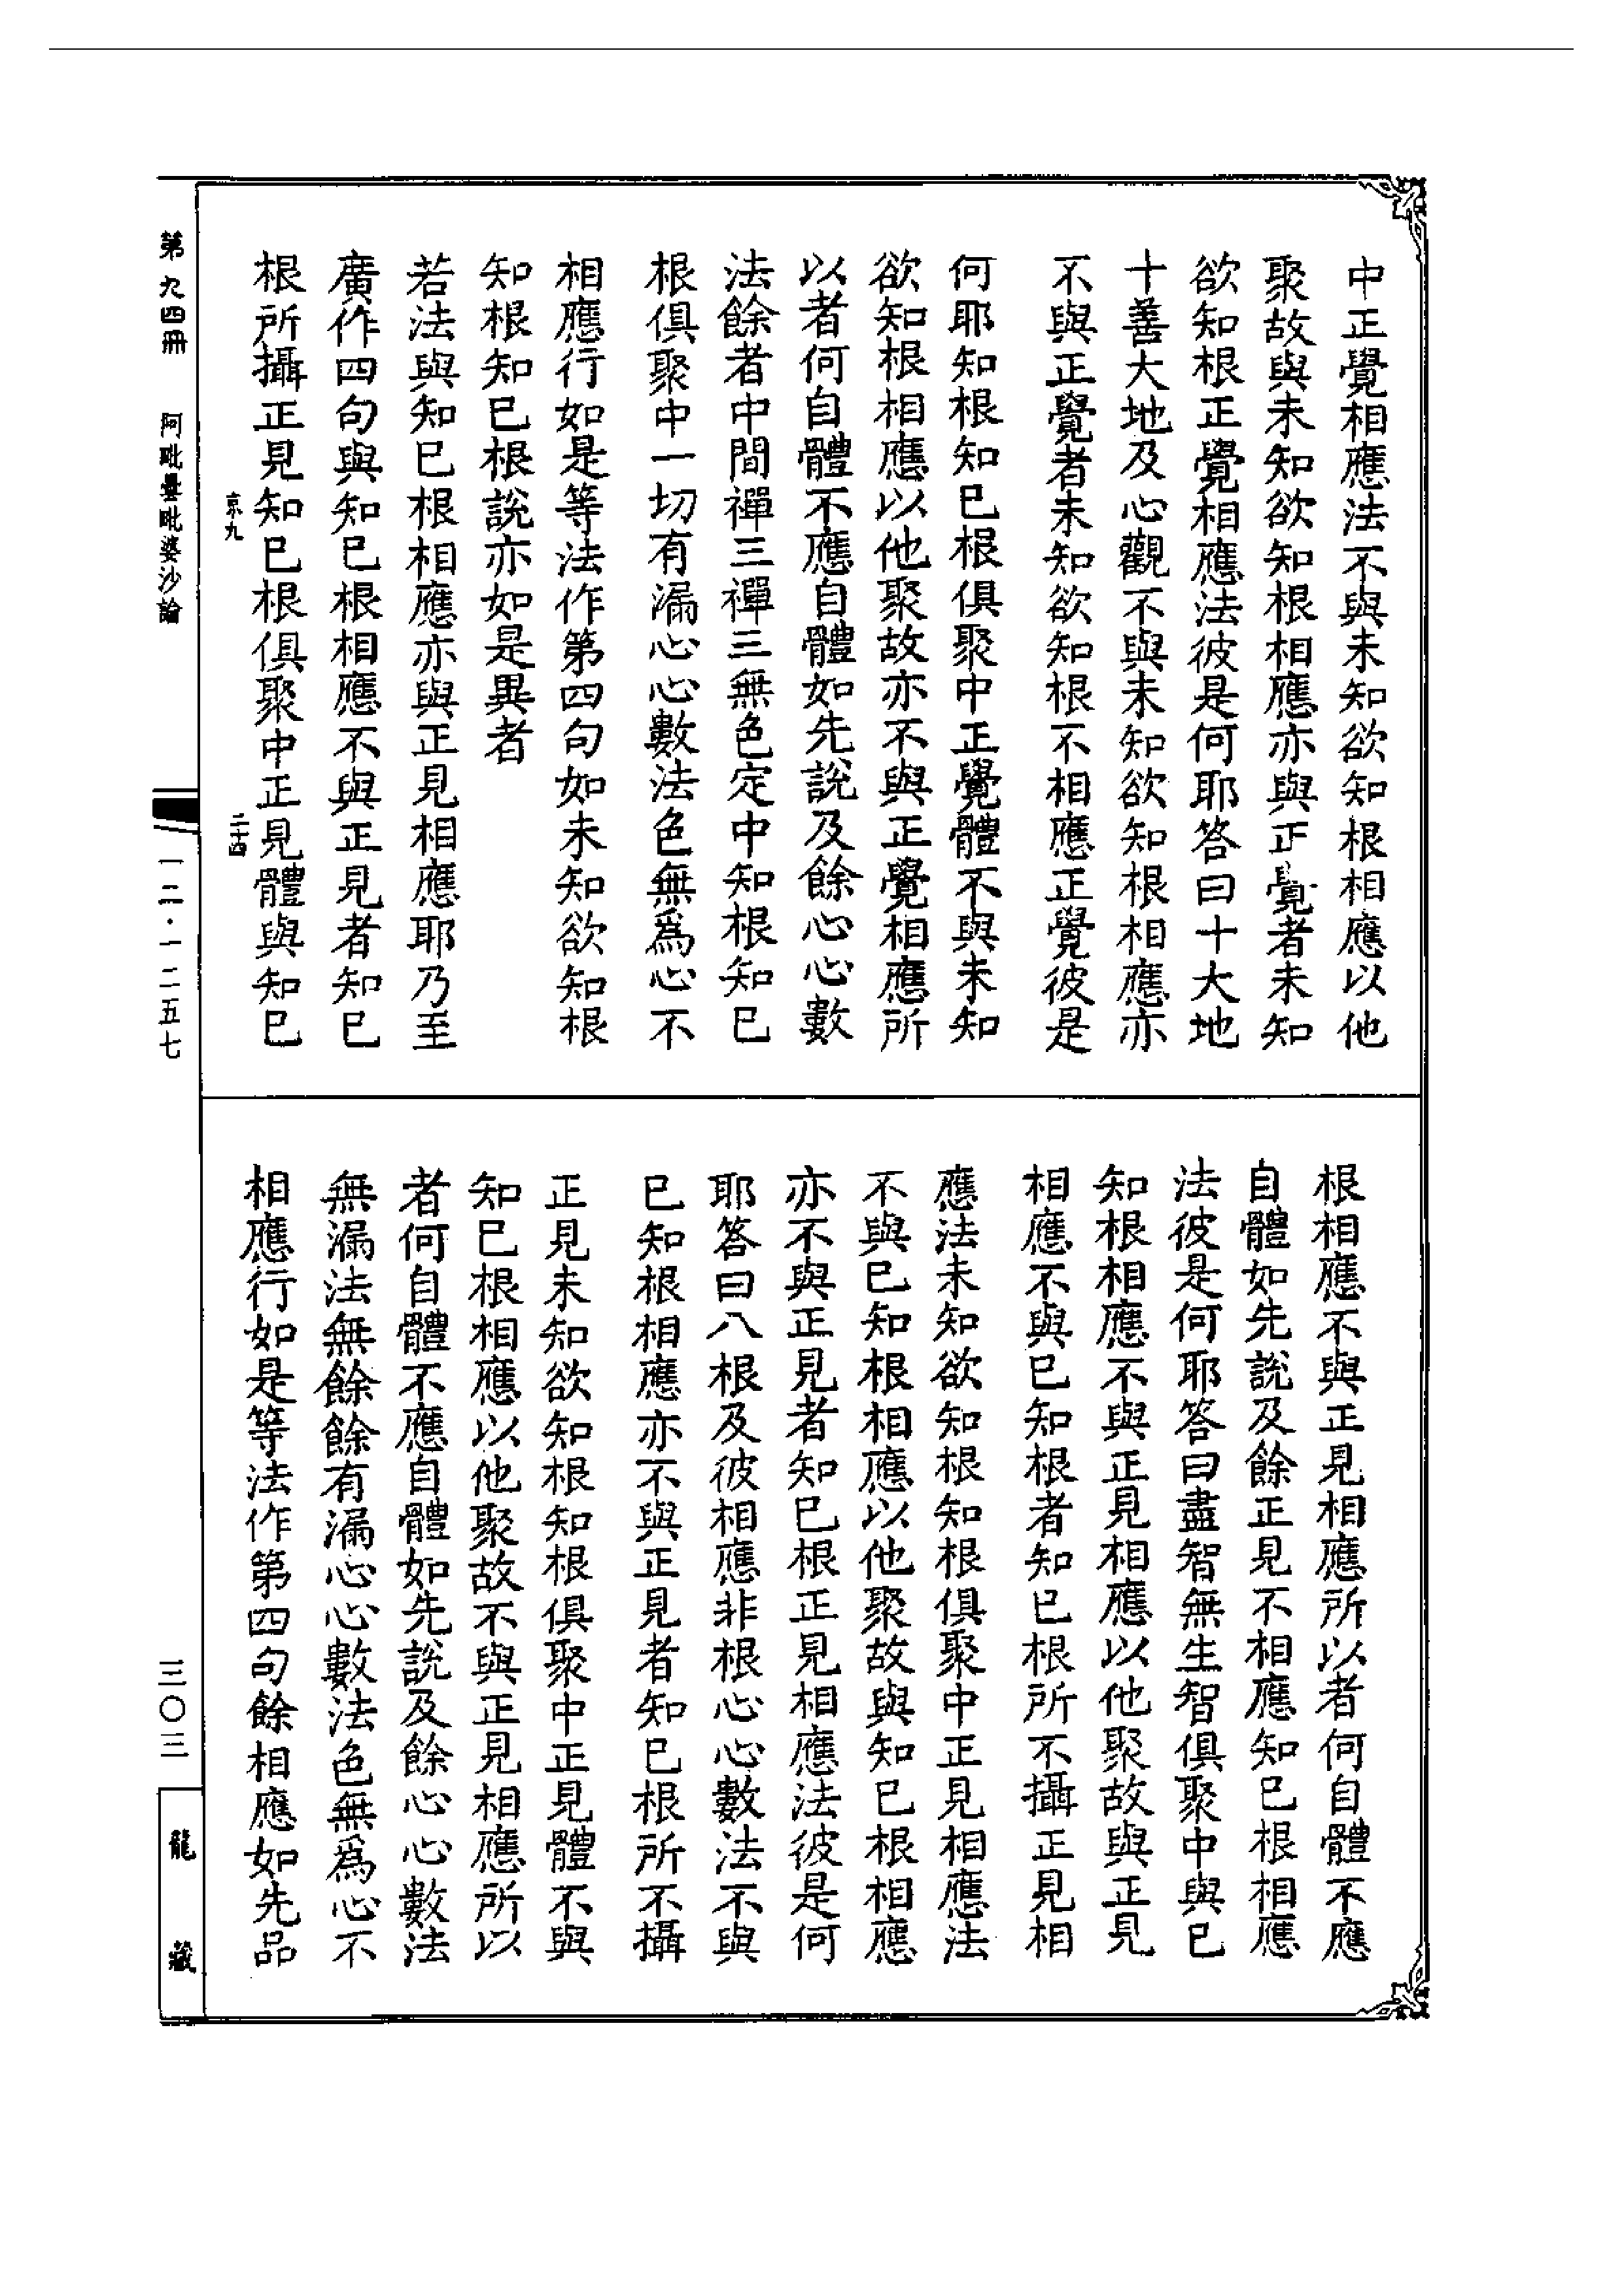 中正覺相應法不與未知欲知根相應以他
聚故與未知欲知根相應亦與正覺者未知
欲知根正覺相應法彼是何耶答曰十大地
十善大地及心觀不與未知欲知根相應亦
不與正覺者未知欲知根不相應正覺彼是
何耶知根知已根俱聚中正覺體不與未知
欲知根相應以他聚故亦不與正覺相應所
以者何自體不應自體如先說及餘心心數
法餘者中間禪三禪三無色定中知根知已
根俱聚中一切有漏心心數法色無為心不
相應行如是等法作第四句如未知欲知根
知根知已根說亦如是異者
若法與知已根相應亦與正見相應耶乃至
廣作四句與知已根相應不與正見者知已
根所攝正見知已根俱聚中正見體與知已
根相應不與正見相應所以者何自體不應
自體如先說及餘正見不相應知已根相應
法彼是何耶答曰盡智無生智俱聚中與已
知根相應不與正見相應以他聚故與正見
相應不與已知根者知已根所不攝正見相
應法未知欲知根知根俱聚中正見相應法
不與已知根相應以他聚故與知已根相應
亦不與正見者知已根正見相應法彼是何
耶答曰八根及彼相應非根心心數法不與
已知根相應亦不與正見者知已根所不攝
正見未知欲知根知根俱聚中正見體不與
知已根相應以他聚故不與正見相應所以
者何自體不應自體如先說及餘心心數法
無漏法無餘餘有漏心心數法色無為心不
相應行如是等法作第四句餘相應如先品
京九
二十四
第九四冊
阿毗曇毗婆沙論
一二·一二五七
三〇三
龍藏